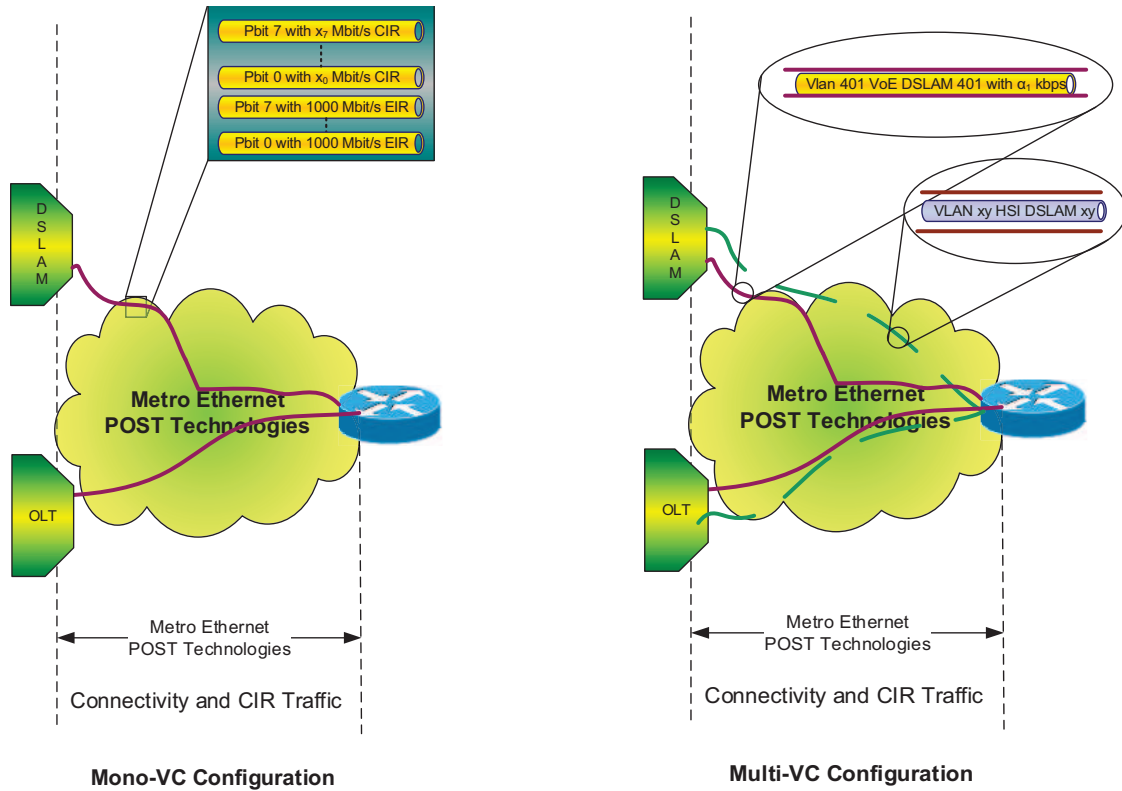 Pbit 7 with x7 Mbit/s CIR
Pbit 0 with x0 Mbit/s CIR
Pbit 7 with 1000 Mbit/s EIR
Pbit 0 with 1000 Mbit/s EIR
DSLAM
Metro Ethernet
POST Technologies
OLT
Metro Ethernet
POST Technologies
Connectivity and CIR Traffic
Mono-VC Configuration
Vlan 401 VoE DSLAM 401 with α1 kbps
VLAN xy HSI DSLAM xy
DSLAM
Metro Ethernet
POST Technologies
OLT
Metro Ethernet
POST Technologies
Connectivity and CIR Traffic
Multi-VC Configuration